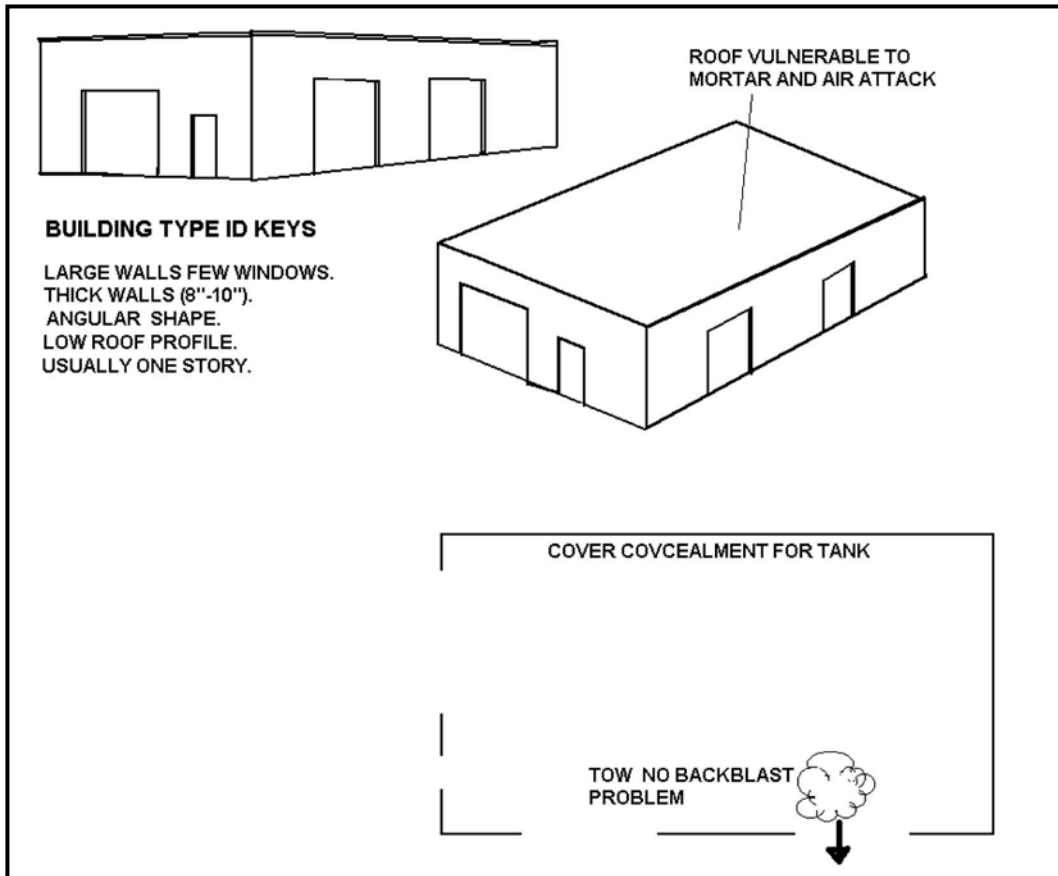 ROOF VULNERABLE TO
MORTAR AND AIR ATTACK
BUILDING TYPE ID KEYS
LARGE WALLS FEW WINDOWS.
THICK WALLS (8"-10").
ANGULAR SHAPE.
LOW ROOF PROFILE.
USUALLY ONE STORY.
COVER COVCEALMENT FOR TANK
TOW NO BACKBLAST
PROBLEM